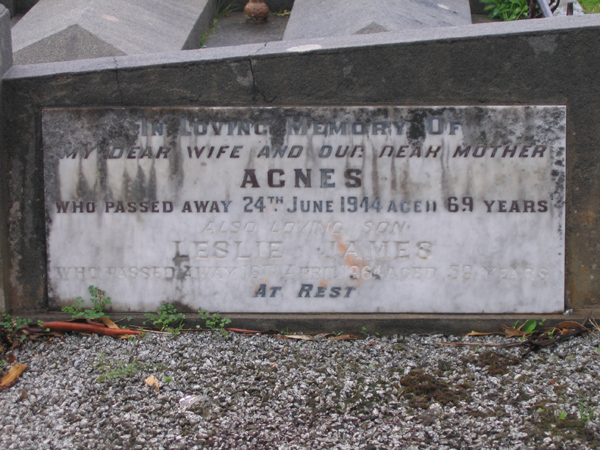 In Loving Memory Of
My dear wife and our dear mother
AGNES
who passed away 24th June 1944 aged 69 years
also loving son
LESLIE JAMES
who passed away April aged years
At Rest